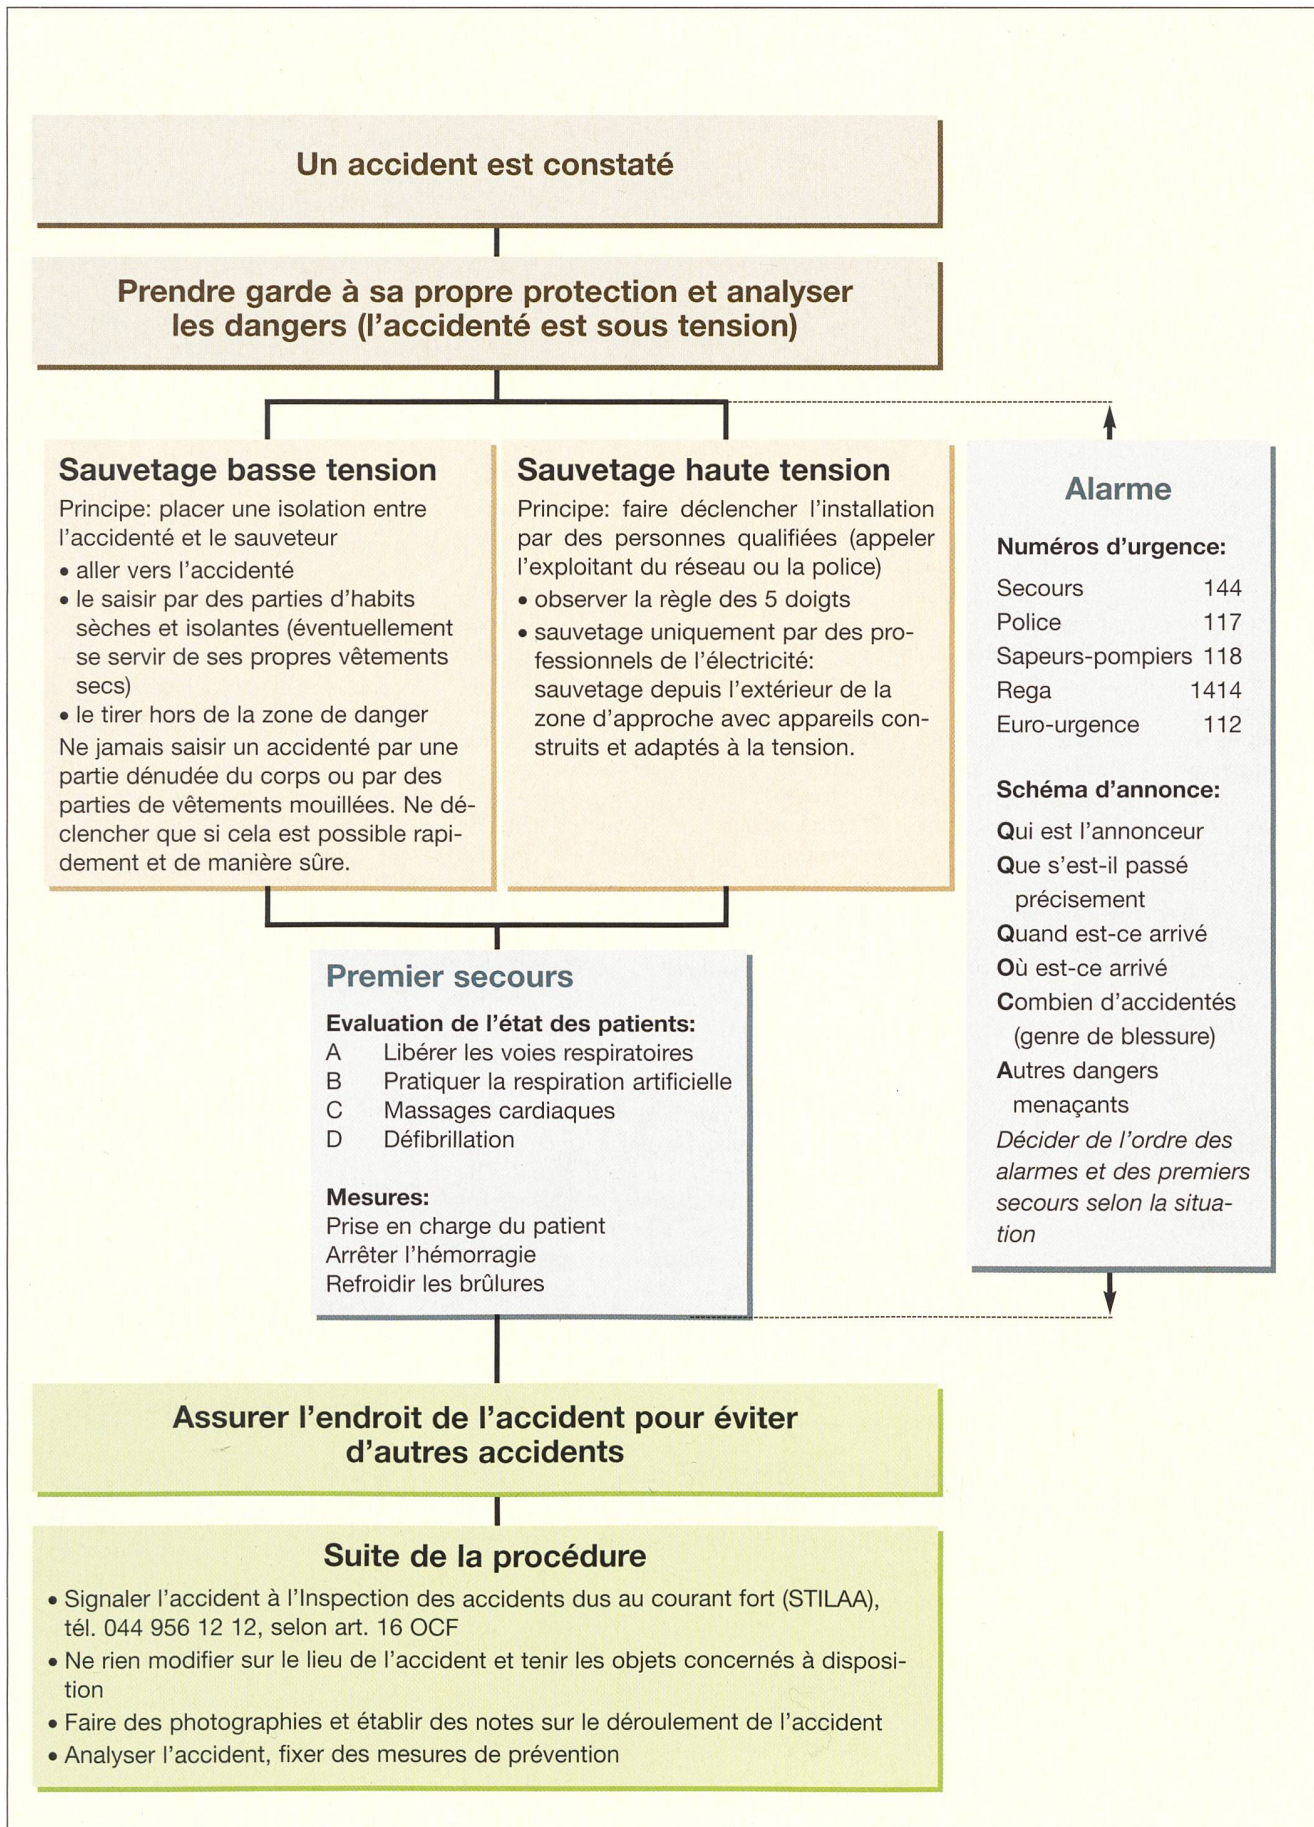 Un accident est constaté
Prendre garde à sa propre protection et analyser
les dangers (l'accidenté est sous tension)
Sauvetage basse tension
Principe: placer une isolation entre
l'accidenté et le sauveteur
• aller vers l'accidenté
• le saisir par des parties d'habits
sèches et isolantes (éventuellement
se servir de ses propres vêtements
secs)
• le tirer hors de la zone de danger
Ne jamais saisir un accidenté par une
partie dénudée du corps ou par des
parties de vêtements mouillées. Ne dé-
clencher que si cela est possible rapi-
dement et de manière sûre.
Sauvetage haute tension
Principe: faire déclencher l'installation
par des personnes qualifiées (appeler
l'exploitant du réseau ou la police)
• observer la règle des 5 doigts
• sauvetage uniquement par des pro-
fessionnels de l'électricité:
sauvetage depuis l'extérieur de la
zone d'approche avec appareils con-
struits et adaptés à la tension.
Alarme
Numéros d'urgence:
Secours 144
Police 117
Sapeurs-pompiers 118
Rega 1414
Euro-urgence 112
Schéma d'annonce:
Qui est l'annonceur
Que s'est-il passé
précisement
Quand est-ce arrivé
Où est-ce arrivé
Combien d'accidentés
(genre de blessure)
Autres dangers
menaçants
Décider de l'ordre des
alarmes et des premiers
secours selon la situa-
tion
Premier secours
Evaluation de l'état des patients:
A Libérer les voies respiratoires
B Pratiquer la respiration artificielle
C Massages cardiaques
D Défibrillation
Mesures:
Prise en charge du patient
Arrêter l'hémorragie
Refroidir les brûlures
Assurer l'endroit de l'accident pour éviter
d'autres accidents
Suite de la procédure
• Signaler l'accident à l'Inspection des accidents dus au courant fort (STILAA),
tél. 044 956 12 12, selon art. 16 OCF
• Ne rien modifier sur le lieu de l'accident et tenir les objets concernés à disposi-
tion
• Faire des photographies et établir des notes sur le déroulement de l'accident
• Analyser l'accident, fixer des mesures de prévention